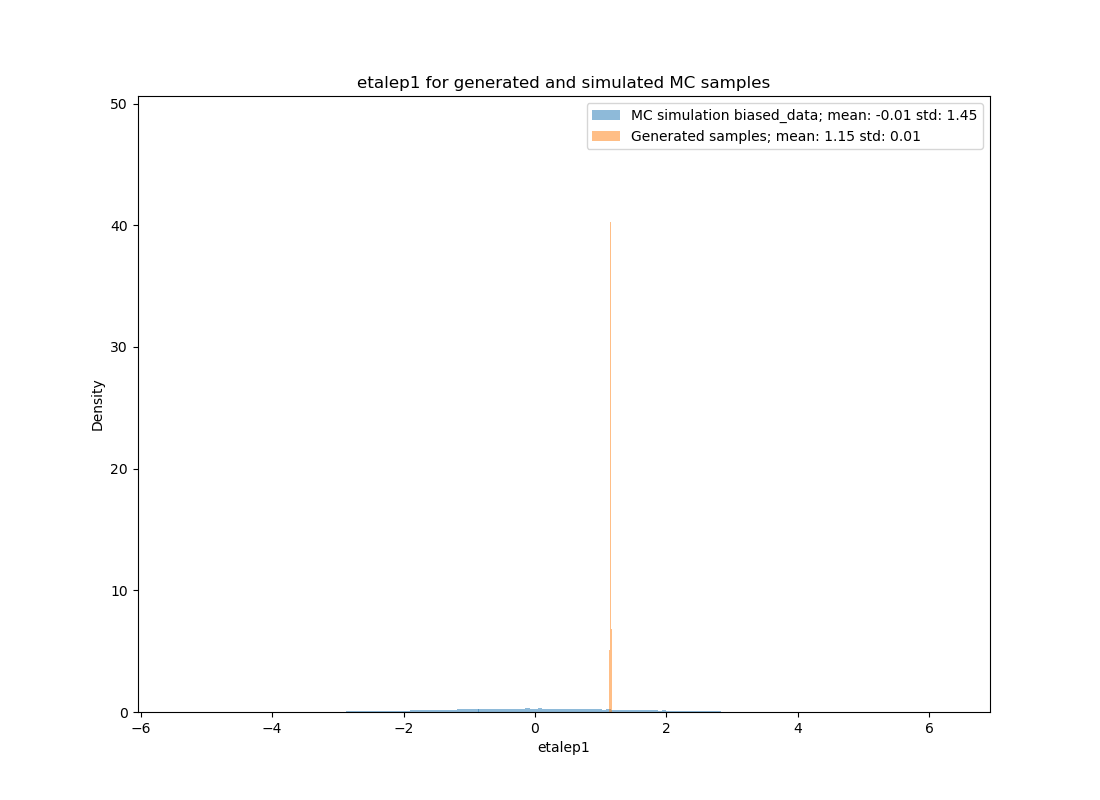 etalep1 for generated and simulated MC samples
MC simulation biased_data; mean: -0.01 std: 1.45
Generated samples; mean: 1.15 std: 0.01
50
40
30
20
10
0
Density
−6
−4
−2
0
2
4
6
etalep1